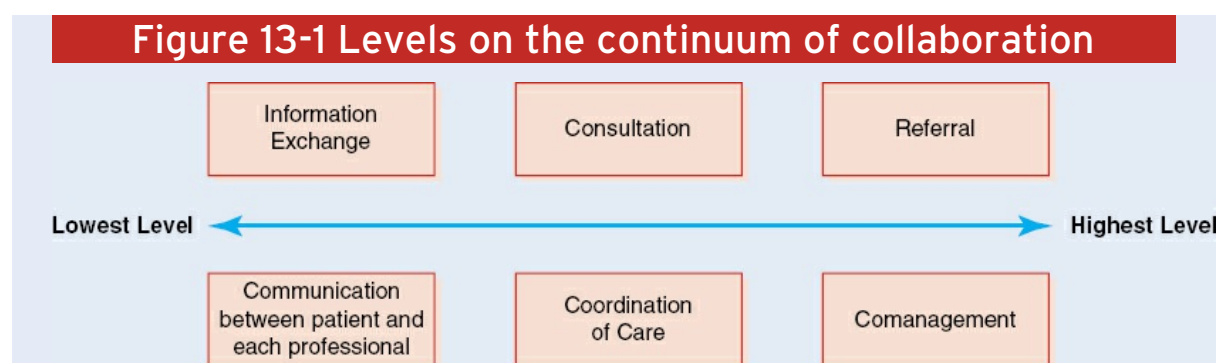 Figure 13-1 Levels on the continuum of collaboration
Information
Exchange
Consultation
Referral
Lowest Level
Highest Level
Communication
between patient and
each professional
Coordination
of Care
Comanagement